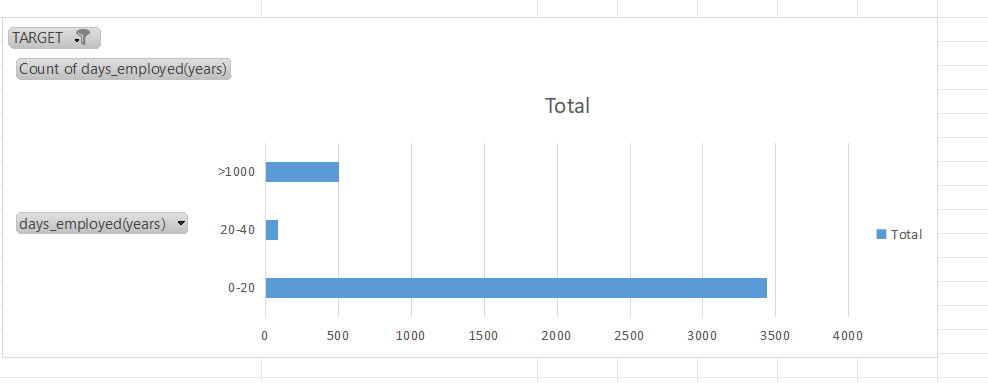 TARGET
Count of days_employed(years)
Total
>1000
days_employed(years)
20-40
Total
0-20
0 500 1000 1500 2000 2500 3000 3500 4000